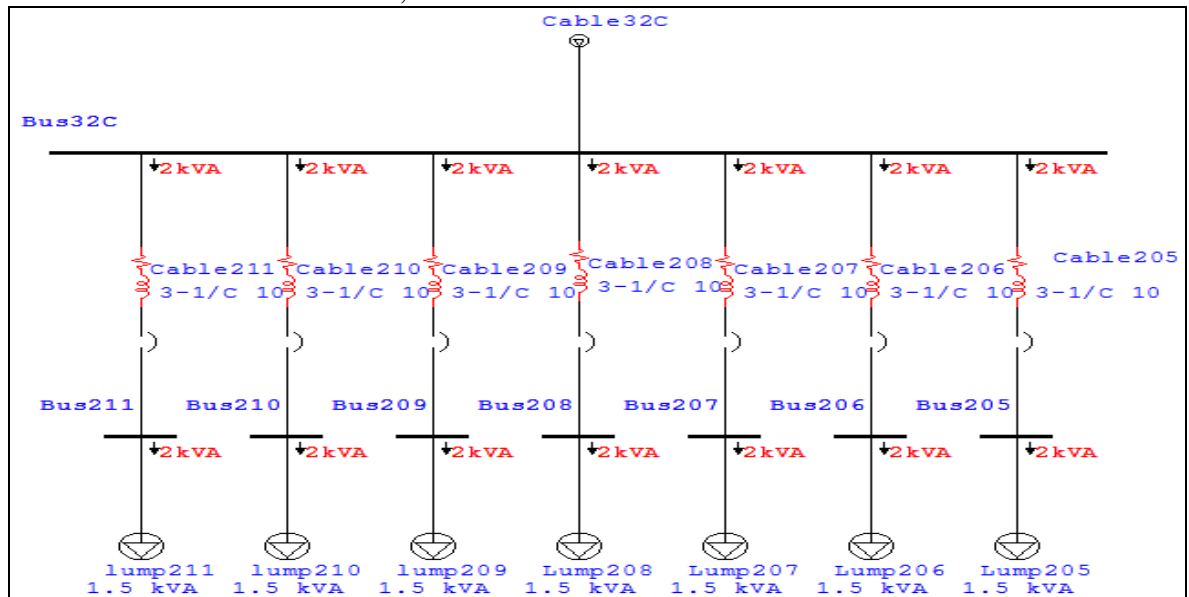 Cable32C
Bus32C
2kVA 2kVA 2kVA 2kVA 2kVA 2kVA 2kVA
Cable211 Cable210 Cable209 Cable208 Cable207 Cable206 Cable205
3-1/C 10 3-1/C 10 3-1/C 10 3-1/C 10 3-1/C 10 3-1/C 10 3-1/C 10
Bus211 Bus210 Bus209 Bus208 Bus207 Bus206 Bus205
2kVA 2kVA 2kVA 2kVA 2kVA 2kVA 2kVA
lump211 lump210 lump209 Lump208 Lump207 Lump206 Lump205
1.5 kVA 1.5 kVA 1.5 kVA 1.5 kVA 1.5 kVA 1.5 kVA 1.5 kVA